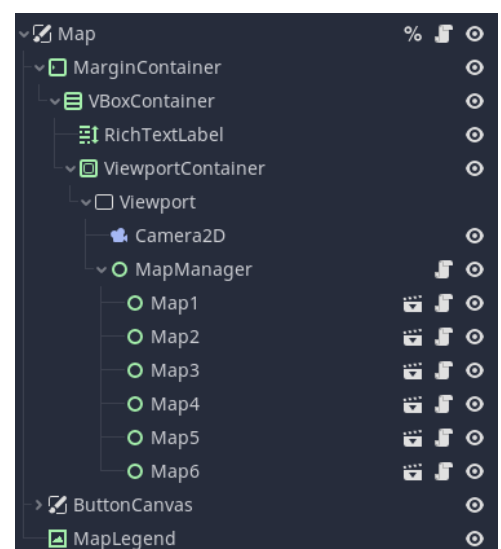 Map %
MarginContainer
VBoxContainer
RichTextLabel
ViewportContainer
Viewport
Camera2D
MapManager
Map1
Map2
Map3
Map4
Map5
Map6
ButtonCanvas
MapLegend